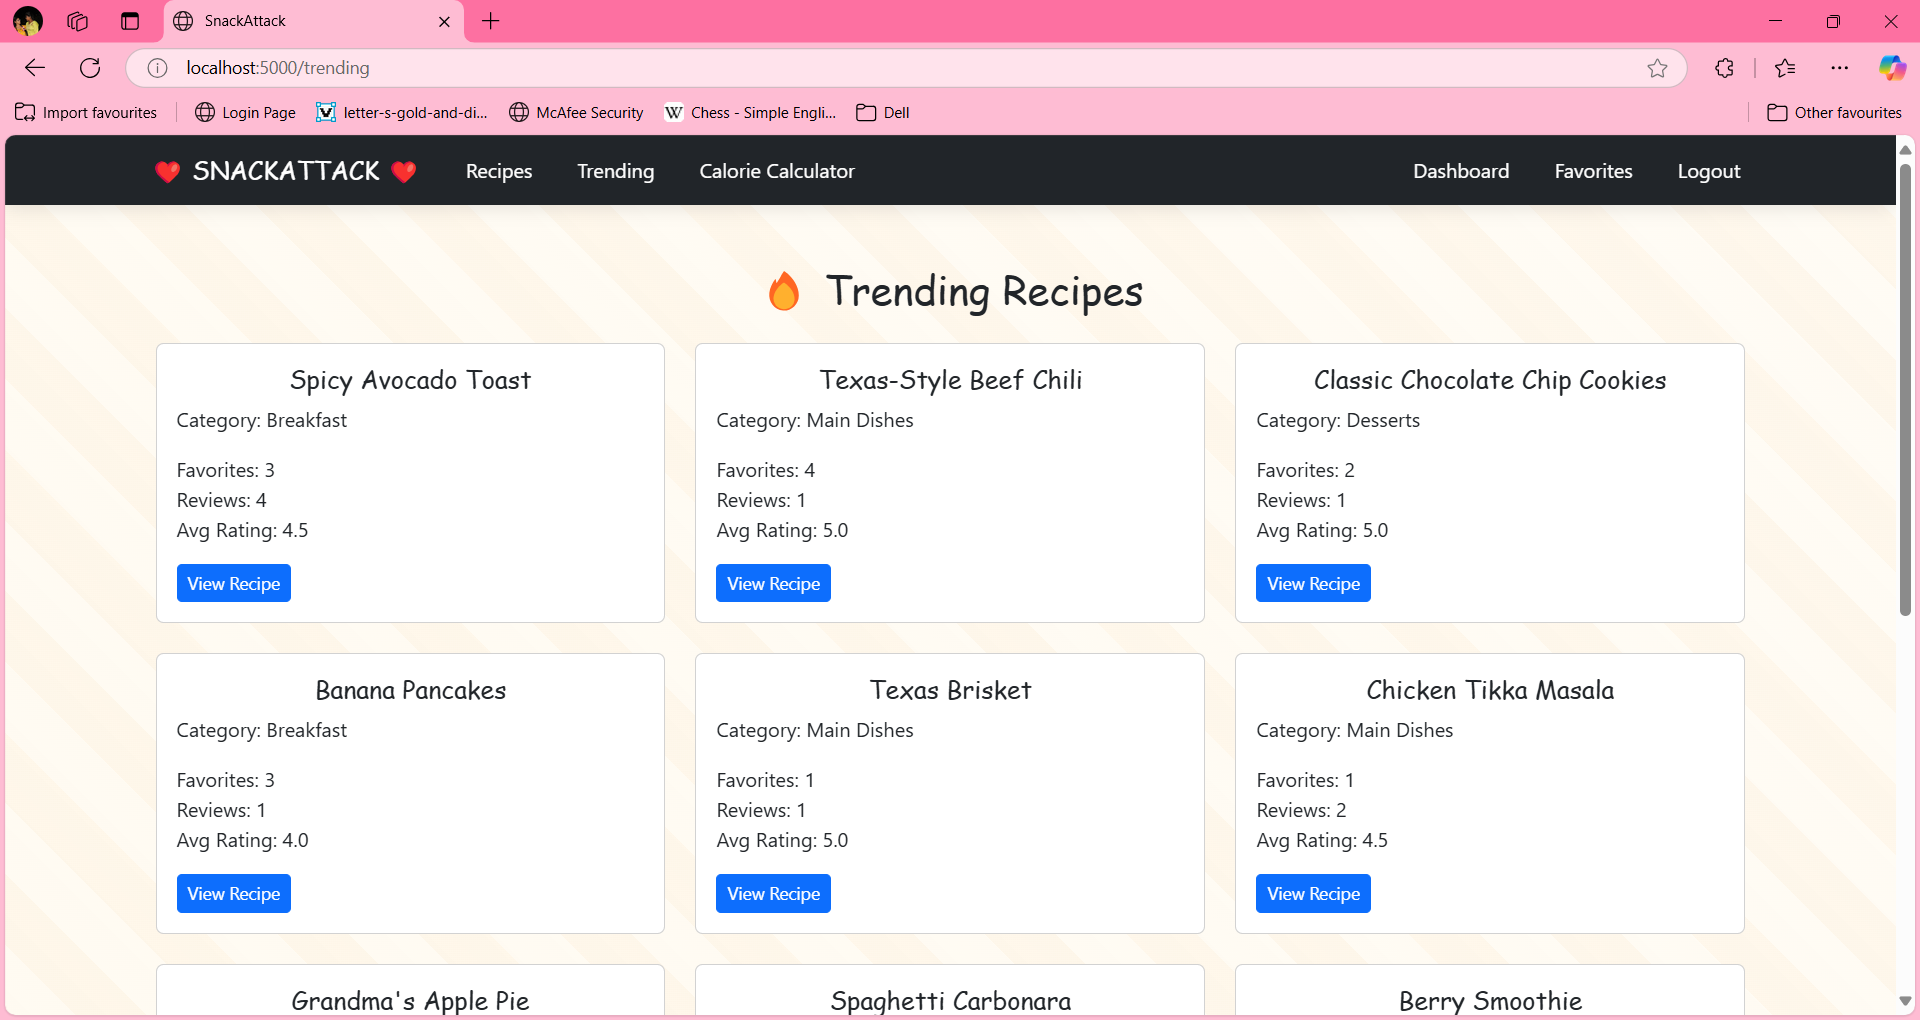 SnackAttack
localhost:5000/trending
Import favourites
Login Page
letter-s-gold-and-di...
McAfee Security
W Chess - Simple Engli...
Dell
Other favourites
SNACKATTACK
Recipes
Trending
Calorie Calculator
Dashboard
Favorites
Logout
Trending Recipes
Spicy Avocado Toast
Category: Breakfast
Favorites: 3
Reviews: 4
Avg Rating: 4.5
View Recipe
Texas-Style Beef Chili
Category: Main Dishes
Favorites: 4
Reviews: 1
Avg Rating: 5.0
View Recipe
Classic Chocolate Chip Cookies
Category: Desserts
Favorites: 2
Reviews: 1
Avg Rating: 5.0
View Recipe
Banana Pancakes
Category: Breakfast
Favorites: 3
Reviews: 1
Avg Rating: 4.0
View Recipe
Texas Brisket
Category: Main Dishes
Favorites: 1
Reviews: 1
Avg Rating: 5.0
View Recipe
Chicken Tikka Masala
Category: Main Dishes
Favorites: 1
Reviews: 2
Avg Rating: 4.5
View Recipe
Grandma's Apple Pie
Spaghetti Carbonara
Berry Smoothie